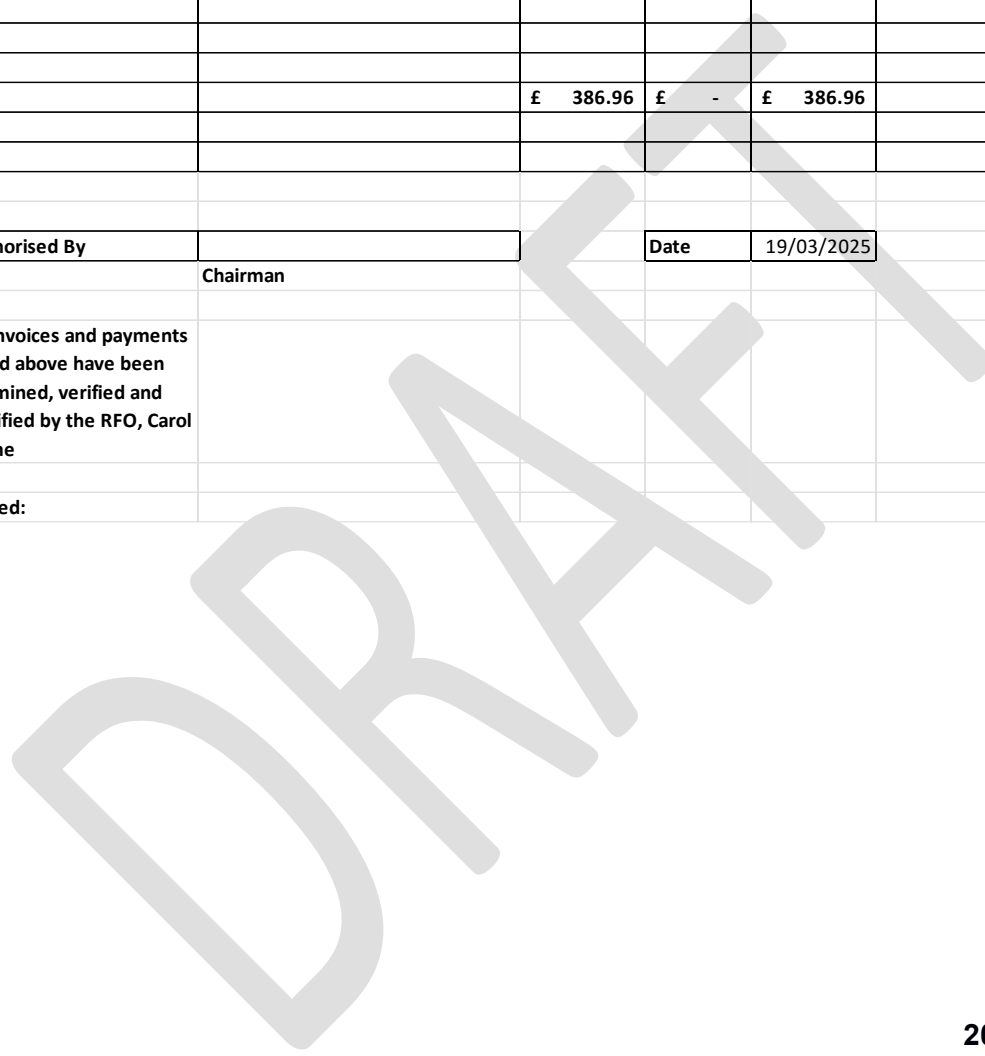 £ 386.96 £ - £ 386.96
horised By Date 19/03/2025
Chairman
nvoices and payments
d above have been
mined, verified and
ified by the RFO, Carol
ne
ed:
DRAFT
20